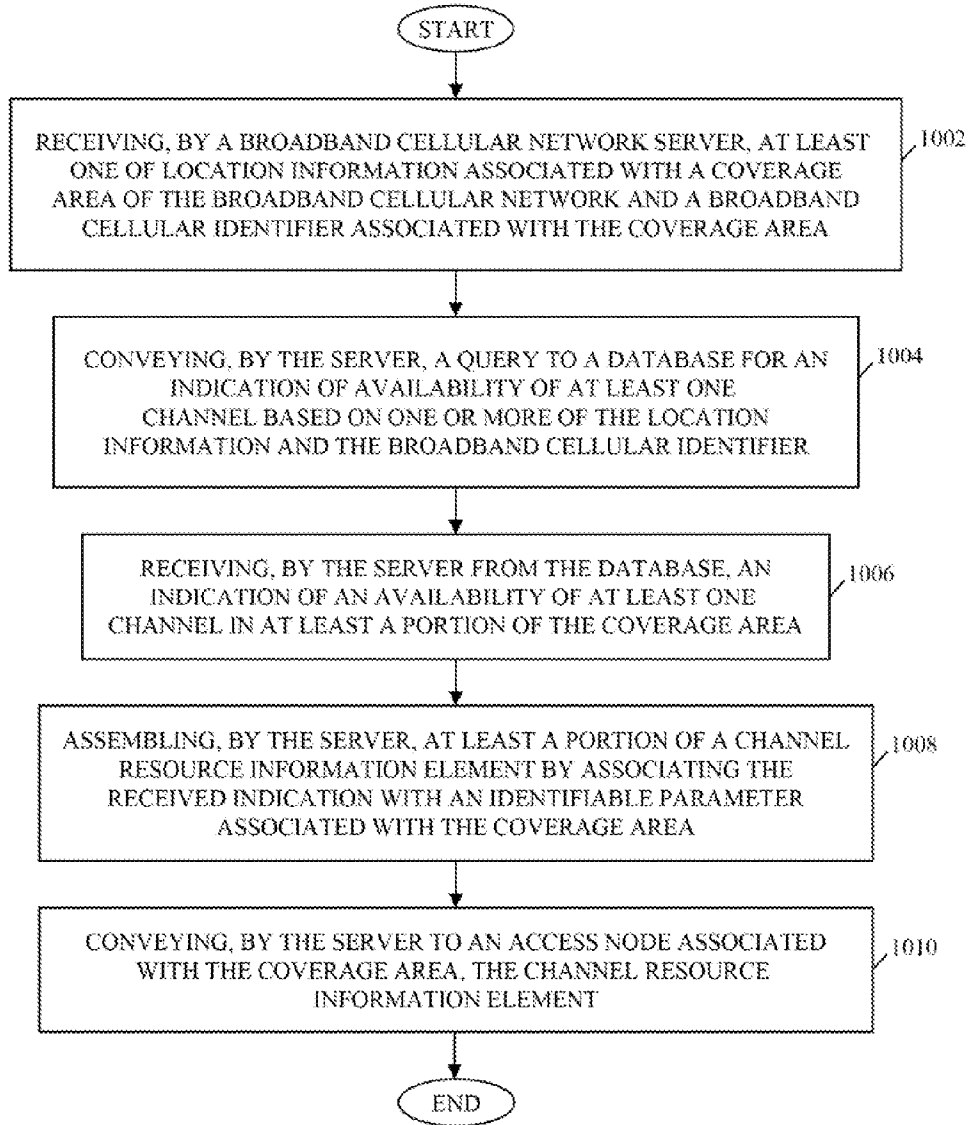 START
RECEIVING, BY A BROADBAND CELLULAR NETWORK SERVER, AT LEAST
ONE OF LOCATION INFORMATION ASSOCIATED WITH A COVERAGE
AREA OF THE BROADBAND CELLULAR NETWORK AND A BROADBAND
CELLULAR IDENTIFIER ASSOCIATED WITH THE COVERAGE AREA
1002
CONVEYING, BY THE SERVER, A QUERY TO A DATABASE FOR AN
INDICATION OF AVAILABILITY OF AT LEAST ONE
CHANNEL BASED ON ONE OR MORE OF THE LOCATION
INFORMATION AND THE BROADBAND CELLULAR IDENTIFIER
1004
RECEIVING, BY THE SERVER FROM THE DATABASE, AN
INDICATION OF AN AVAILABILITY OF AT LEAST ONE
CHANNEL IN AT LEAST A PORTION OF THE COVERAGE AREA
1006
ASSEMBLING, BY THE SERVER, AT LEAST A PORTION OF A CHANNEL
RESOURCE INFORMATION ELEMENT BY ASSOCIATING THE
RECEIVED INDICATION WITH AN IDENTIFIABLE PARAMETER
ASSOCIATED WITH THE COVERAGE AREA
1008
CONVEYING, BY THE SERVER TO AN ACCESS NODE ASSOCIATED
WITH THE COVERAGE AREA, THE CHANNEL RESOURCE
INFORMATION ELEMENT
1010
END